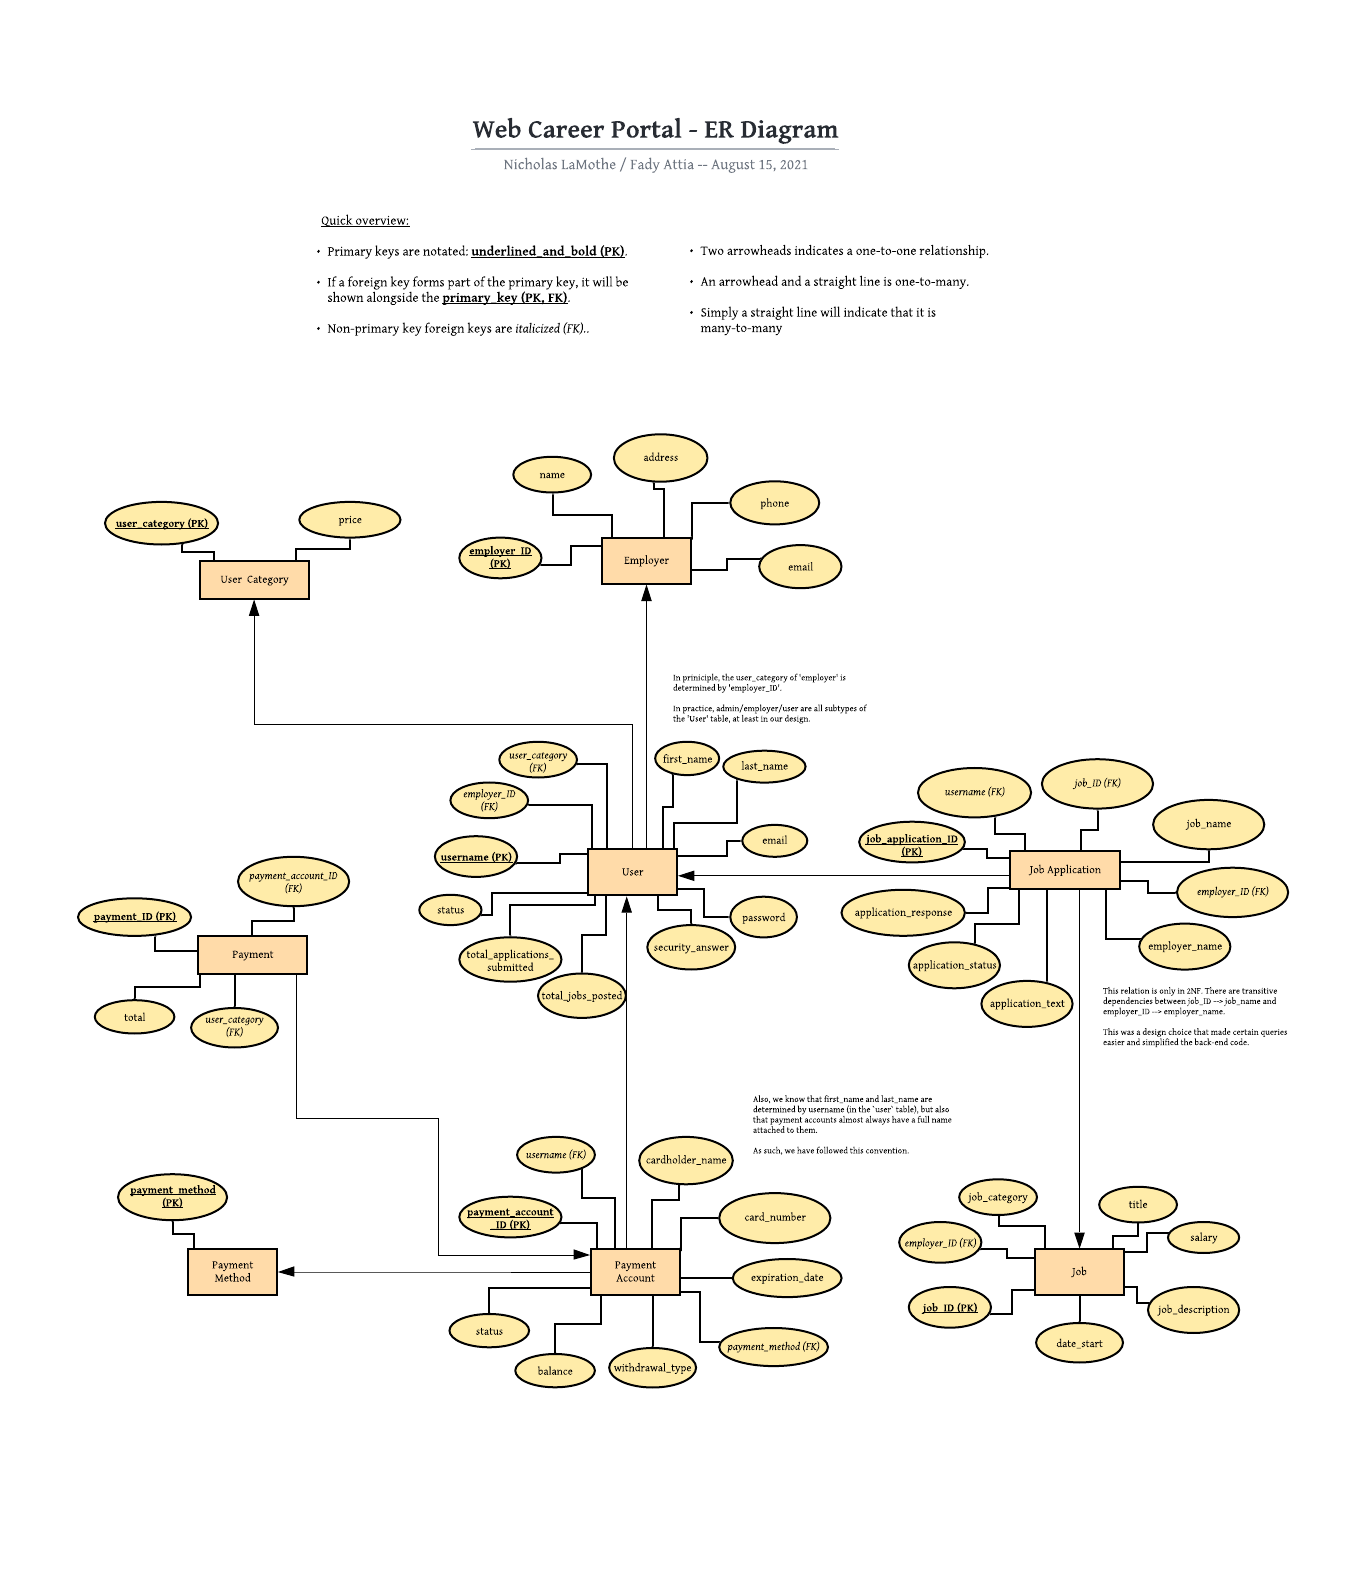 Web Career Portal - ER Diagram
Nicholas LaMothe / Fady Attia -- August 15, 2021
Quick overview:
• Primary keys are notated: underlined_and_bold (PK).
• If a foreign key forms part of the primary key, it will be
shown alongside the primary_key (PK, FK).
• Non-primary key foreign keys are italicized (FK)..
• Two arrowheads indicates a one-to-one relationship.
• An arrowhead and a straight line is one-to-many.
• Simply a straight line will indicate that it is
many-to-many
user_category (PK)
price
User Category
name
address
phone
employer_ID
(PK)
Employer
email
In priniciple, the user_category of 'employer' is
determined by 'employer_ID'.
In practice, admin/employer/user are all subtypes of
the 'User' table, at least in our design.
user_category
(FK)
first_name
last_name
employer_ID
(FK)
email
username (PK)
User
status
password
total_applications_
submitted
security_answer
total_jobs_posted
username (FK)
job_ID (FK)
job_name
job_application_ID
(PK)
Job Application
employer_ID (FK)
application_response
employer_name
application_status
application_text
This relation is only in 2NF. There are transitive
dependencies between job_ID --> job_name and
employer_ID --> employer_name.
This was a design choice that made certain queries
easier and simplified the back-end code.
payment_account_ID
(FK)
payment_ID (PK)
Payment
total
user_category
(FK)
Also, we know that first_name and last_name are
determined by username (in the `user` table), but also
that payment accounts almost always have a full name
attached to them.
As such, we have followed this convention.
payment_method
(PK)
Payment
Method
username (FK)
cardholder_name
payment_account
_ID (PK)
card_number
Payment
Account
expiration_date
status
payment_method (FK)
balance
withdrawal_type
job_category
title
employer_ID (FK)
salary
Job
job_ID (PK)
job_description
date_start